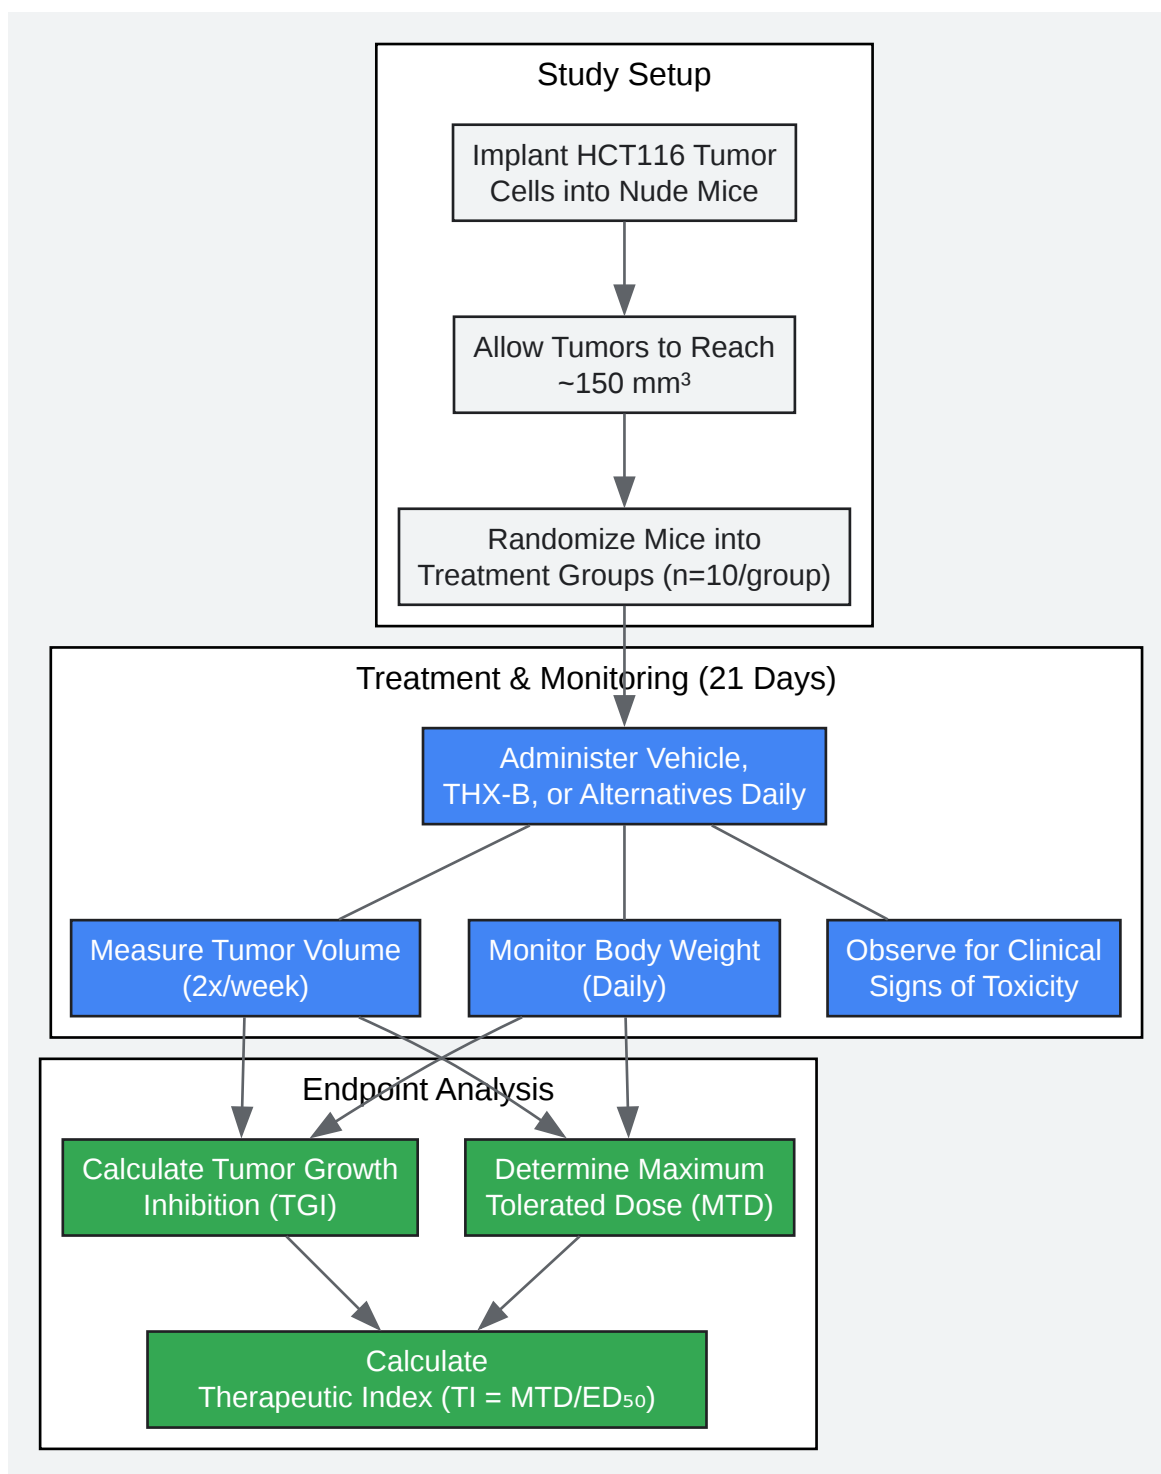 Study Setup
Implant HCT116 Tumor
Cells into Nude Mice
Allow Tumors to Reach
~150 mm³
Randomize Mice into
Treatment Groups (n=10/group)
Treatment & Monitoring (21 Days)
Administer Vehicle,
THX-B, or Alternatives Daily
Measure Tumor Volume
(2x/week)
Monitor Body Weight
(Daily)
Observe for Clinical
Signs of Toxicity
Endpoint Analysis
Calculate Tumor Growth
Inhibition (TGI)
Determine Maximum
Tolerated Dose (MTD)
Calculate
Therapeutic Index (TI = MTD/ED₅₀)